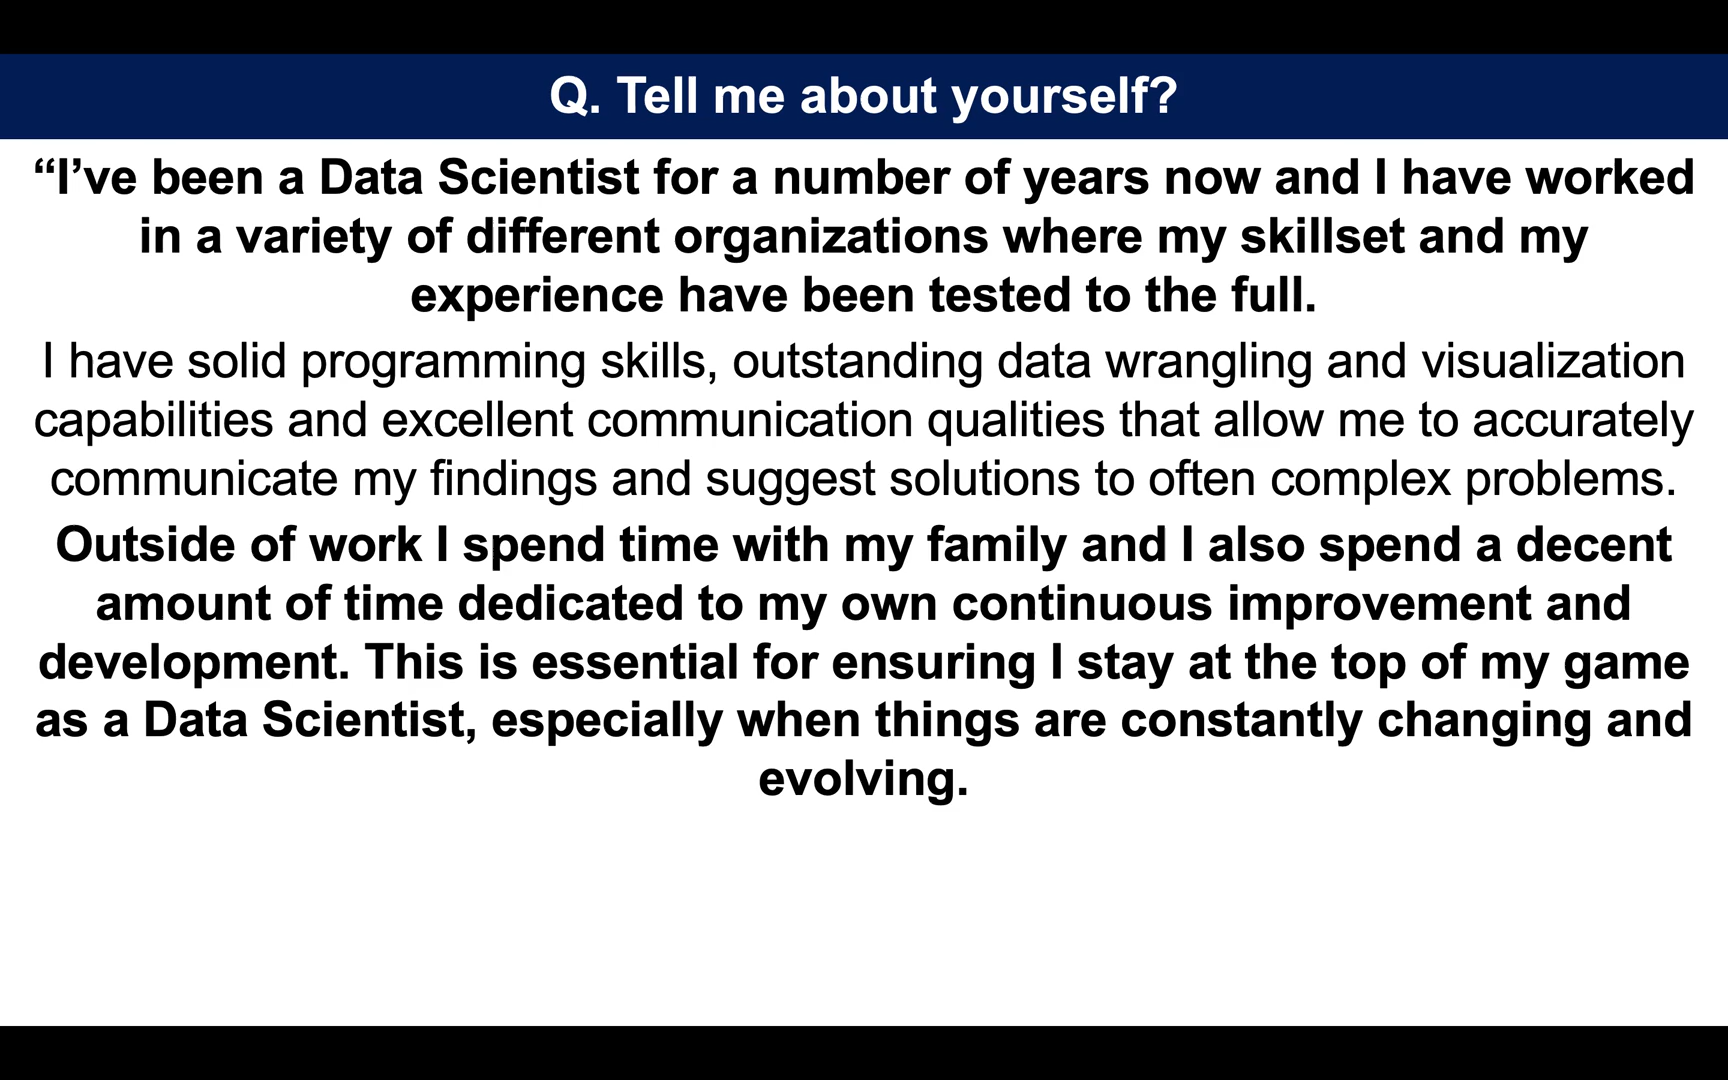 Q. Tell me about yourself?
“I’ve been a Data Scientist for a number of years now and I have worked
in a variety of different organizations where my skillset and my
experience have been tested to the full.
I have solid programming skills, outstanding data wrangling and visualization
capabilities and excellent communication qualities that allow me to accurately
communicate my findings and suggest solutions to often complex problems.
Outside of work I spend time with my family and I also spend a decent
amount of time dedicated to my own continuous improvement and
development. This is essential for ensuring I stay at the top of my game
as a Data Scientist, especially when things are constantly changing and
evolving.